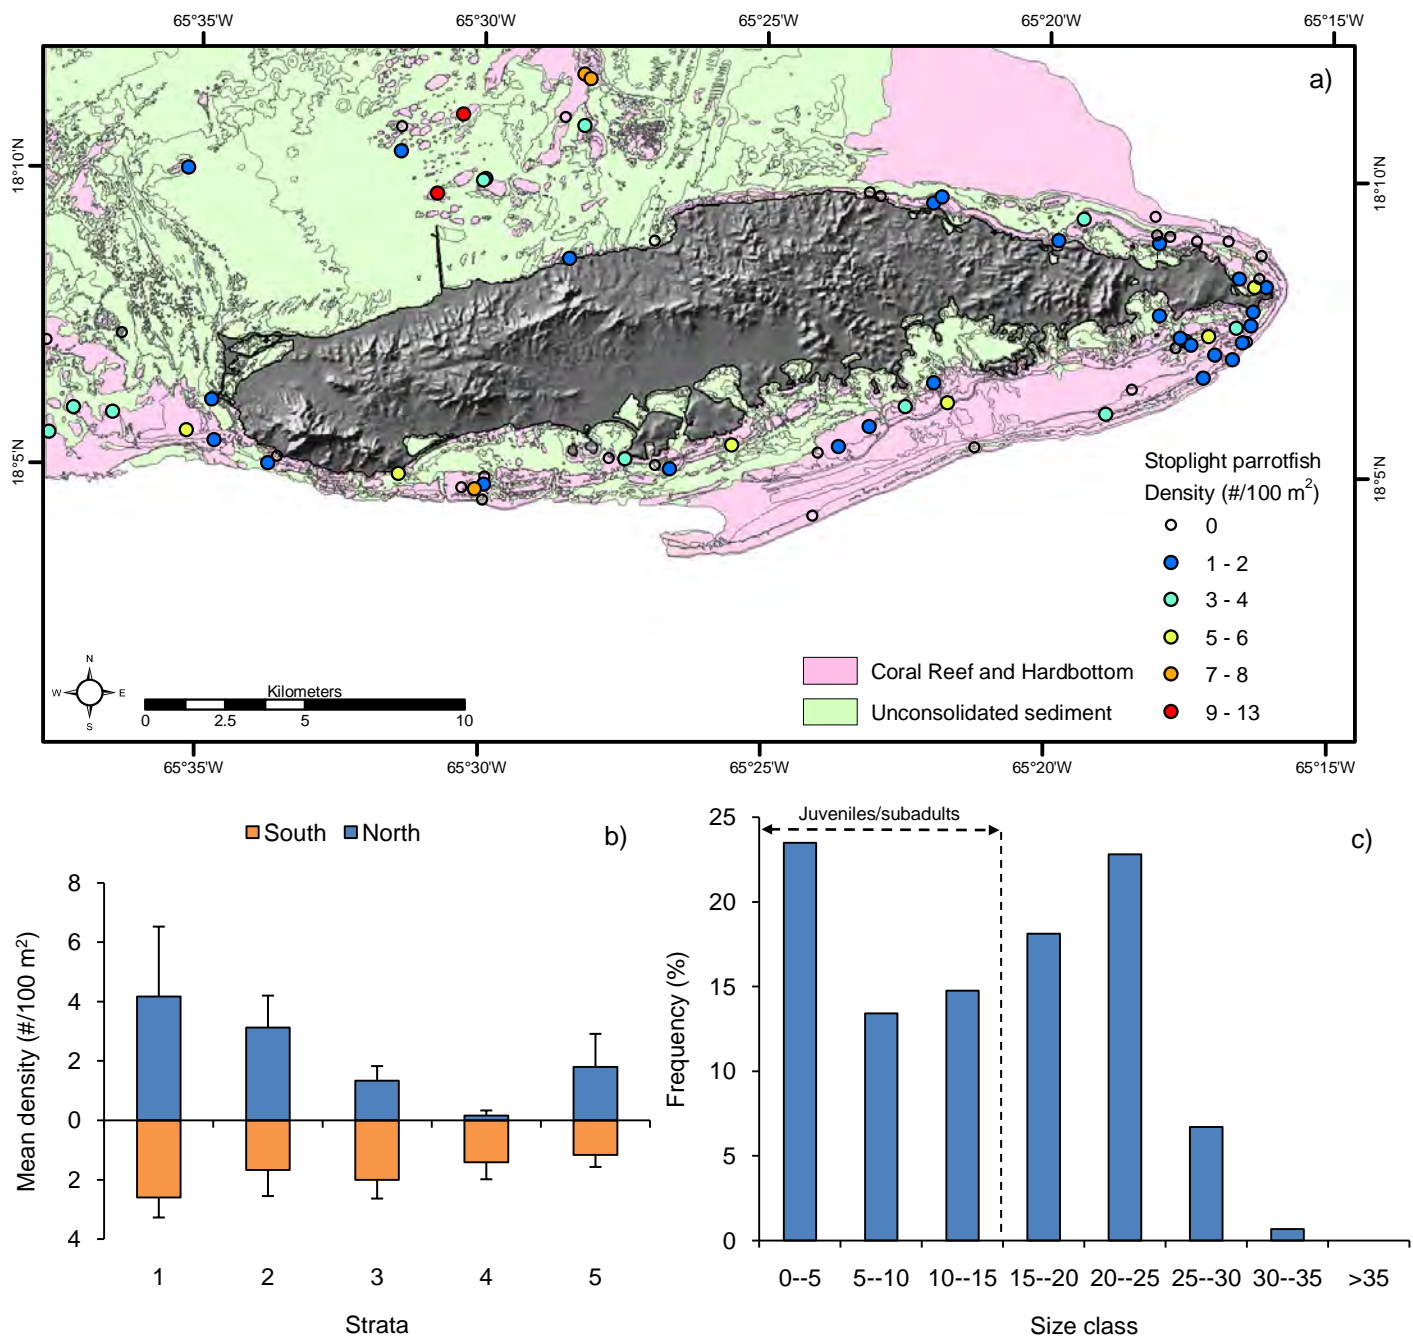 65°35'W 65°30'W 65°25'W 65°20'W 65°15'W
a)
18°10'N 18°10'N
18°5'N 18°5'N
Stoplight parrotfish
Density (#/100 m²)
0
1 - 2
3 - 4
5 - 6
7 - 8
9 - 13
N
W E
S
Kilometers
0 2.5 5 10
Coral Reef and Hardbottom
Unconsolidated sediment
65°35'W 65°30'W 65°25'W 65°20'W 65°15'W
South North
b)
Mean density (#/100 m²)
8
6
4
2
0
2
4
1 2 3 4 5
Strata
c)
Juveniles/subadults
Frequency (%)
25
20
15
10
5
0
0--5 5--10 10--15 15--20 20--25 25--30 30--35 >35
Size class